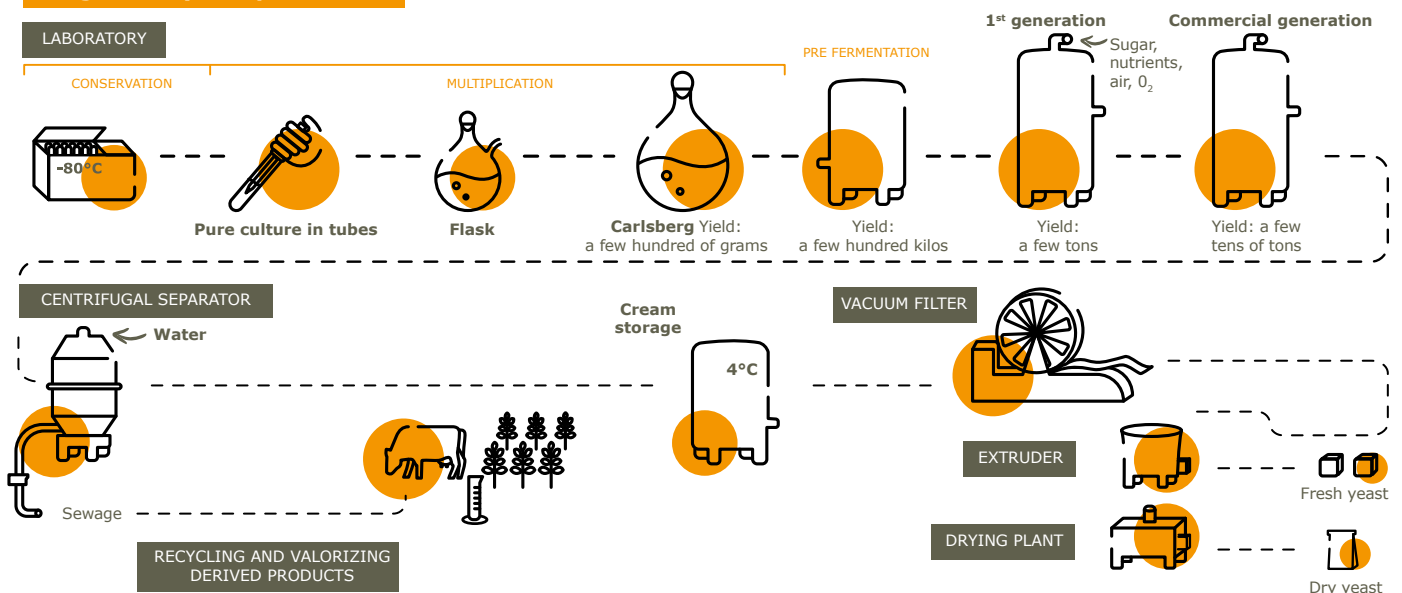 LABORATORY
CONSERVATION
MULTIPLICATION
PRE FERMENTATION
1st generation
Commercial generation
Sugar,
nutrients,
air, 0₂
-80°C
Pure culture in tubes
Flask
Carlsberg Yield:
a few hundred of grams
Yield:
a few hundred kilos
Yield:
a few tons
Yield: a few
tens of tons
CENTRIFUGAL SEPARATOR
Water
Cream
storage
4°C
VACUUM FILTER
EXTRUDER
Fresh yeast
Sewage
DRYING PLANT
RECYCLING AND VALORIZING
DERIVED PRODUCTS
Dry yeast